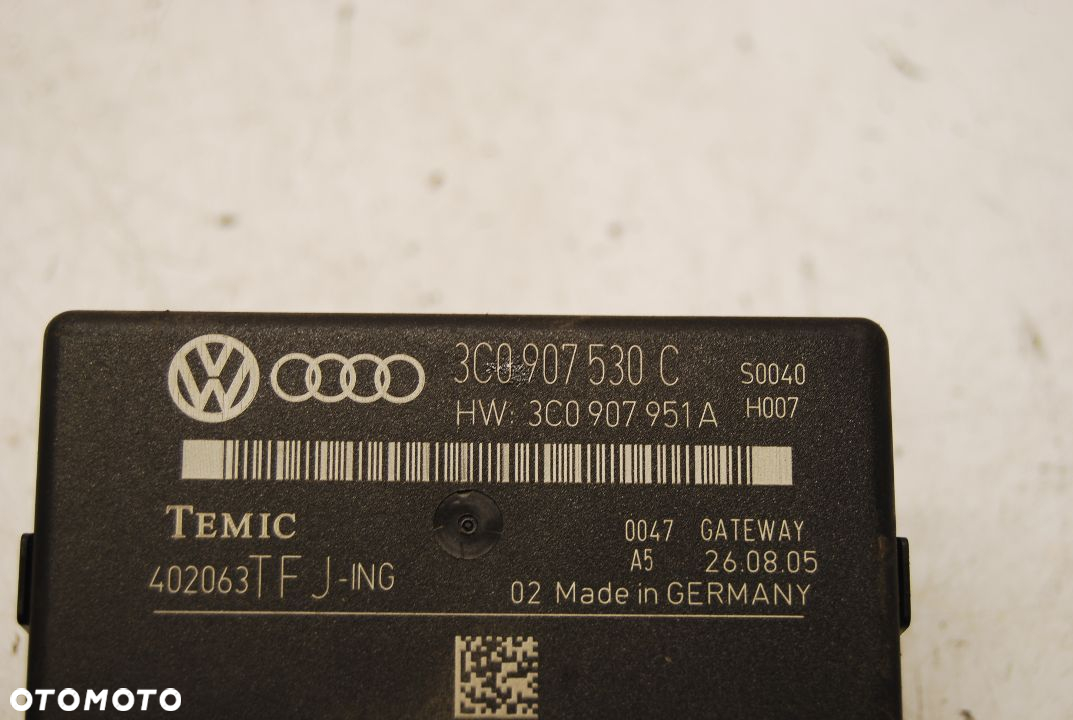 3C0 907 530 C
S0040
HW: 3C0 907 951 A
H007
TEMIC
0047 GATEWAY
A5 26.08.05
402063TFJ-ING
02 Made in GERMANY
OTOMOTO